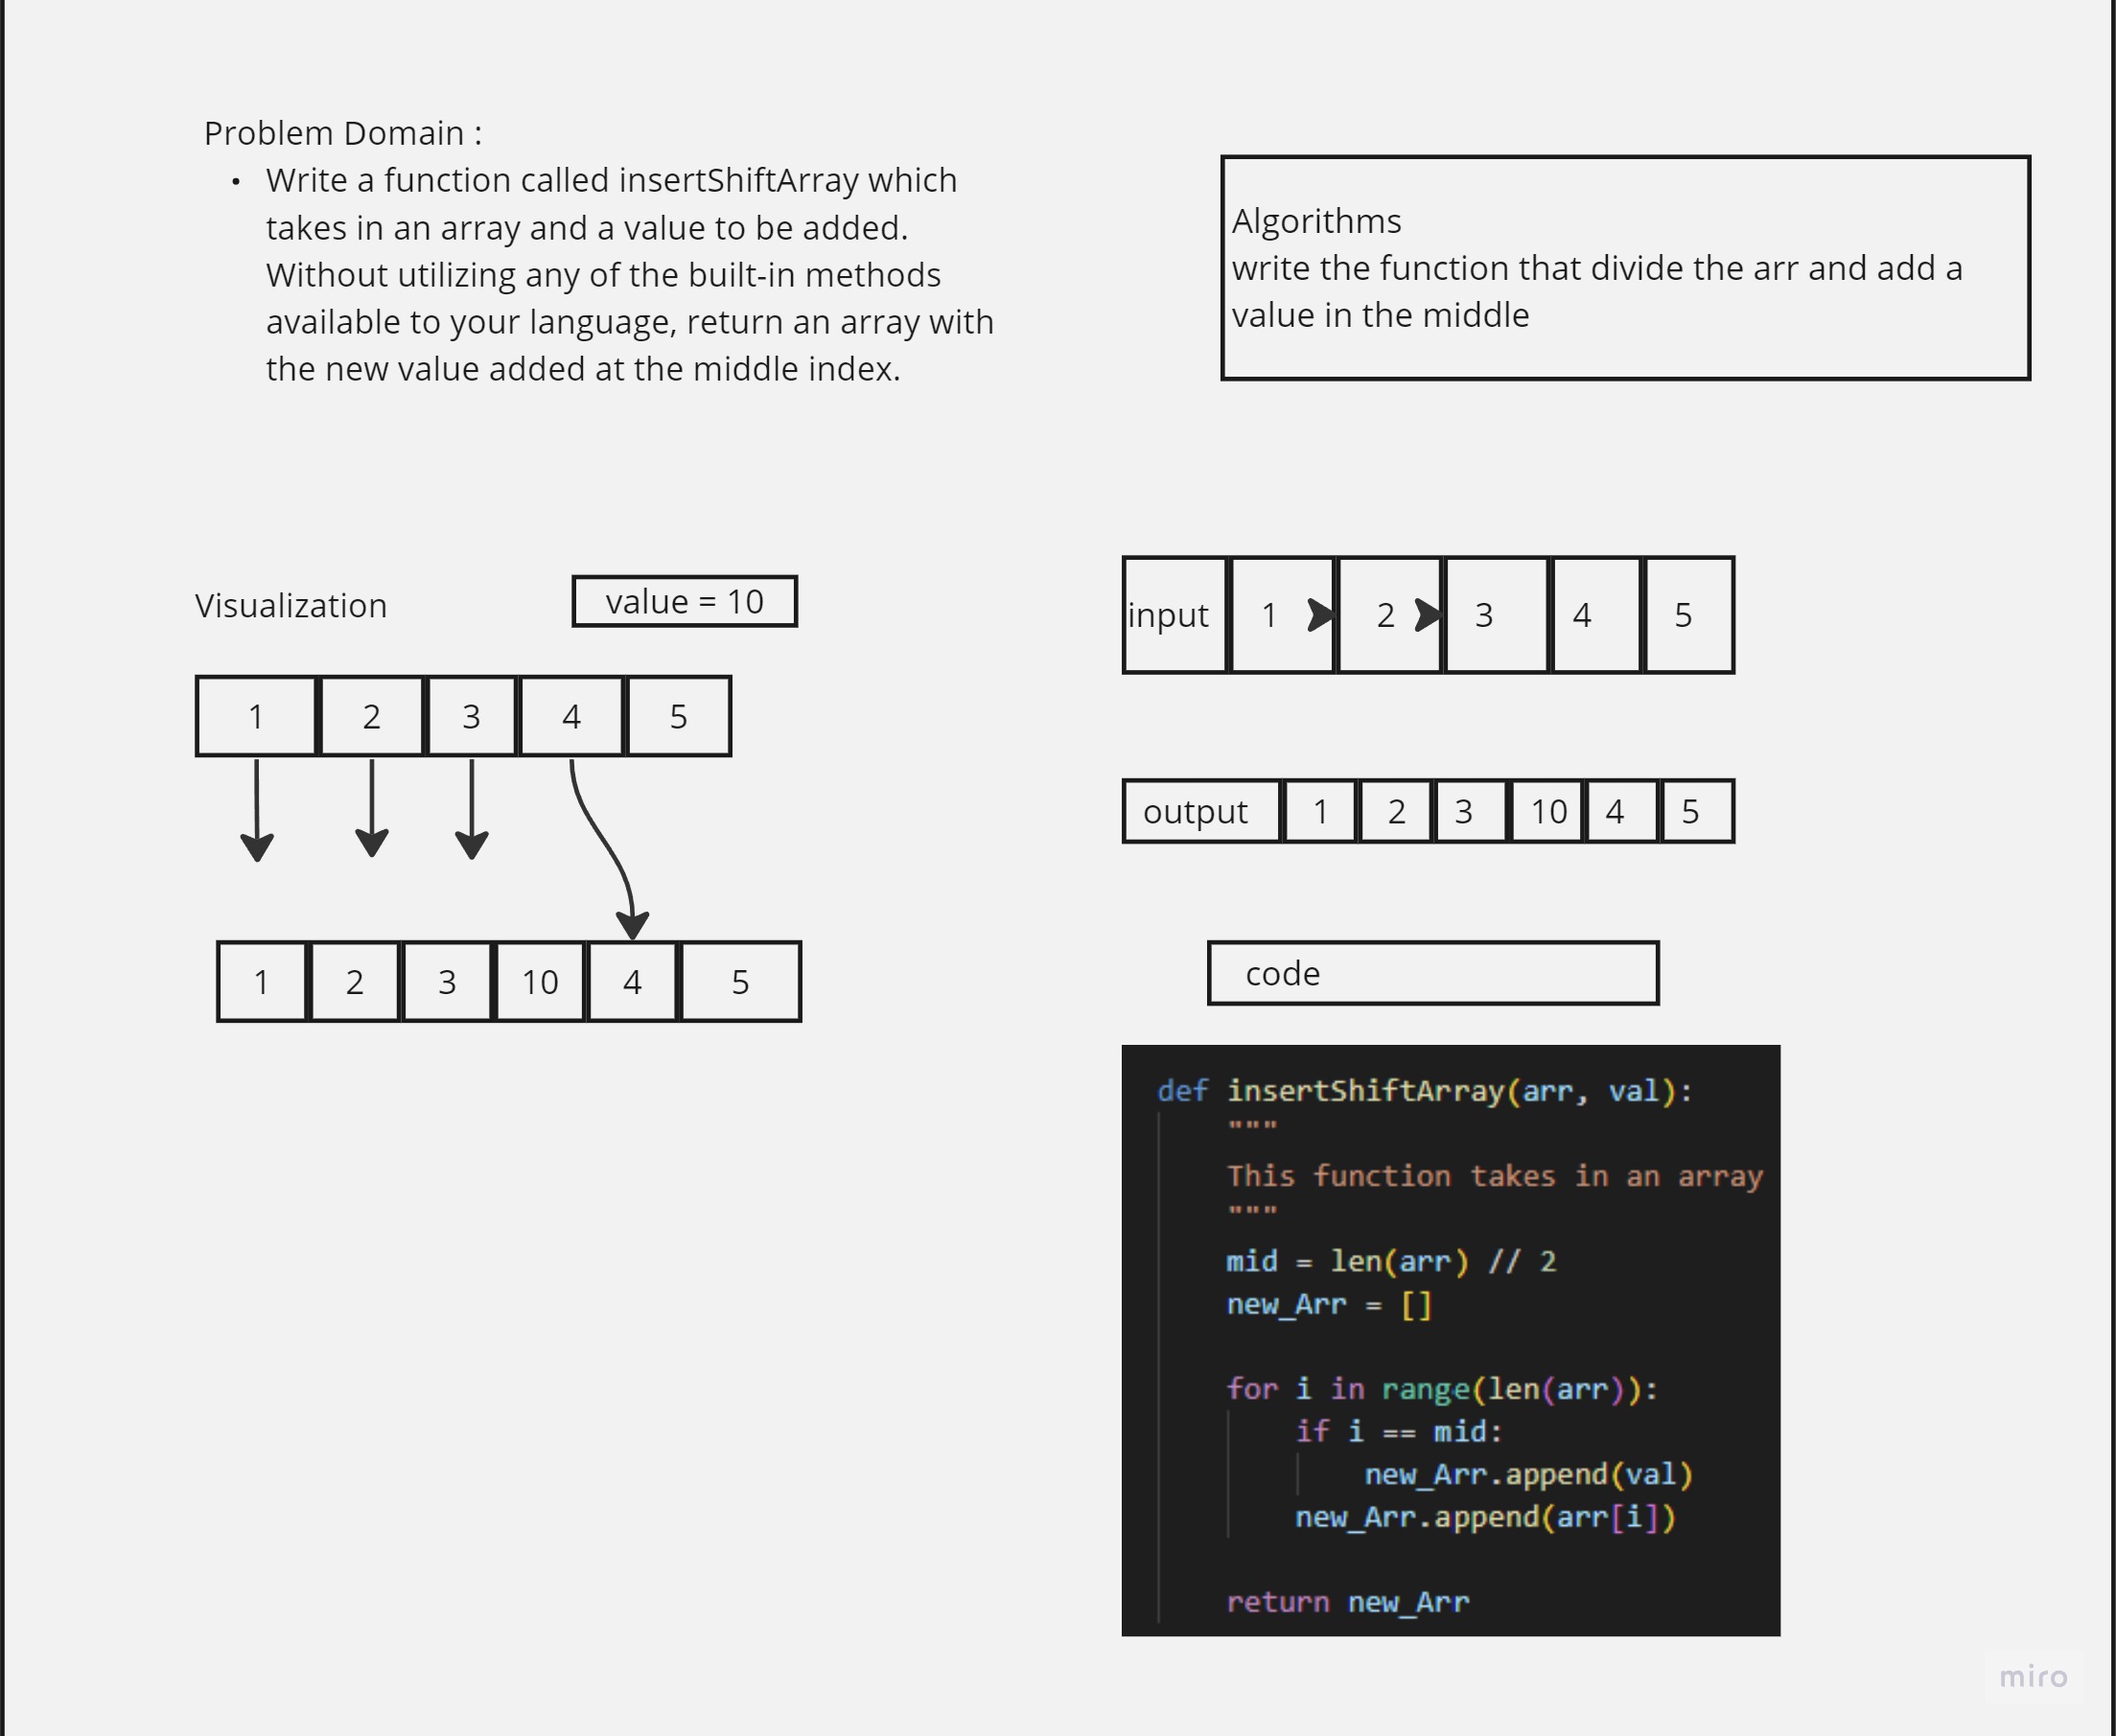 Problem Domain :
• Write a function called insertShiftArray which
takes in an array and a value to be added.
Without utilizing any of the built-in methods
available to your language, return an array with
the new value added at the middle index.
Algorithms
write the function that divide the arr and add a
value in the middle
Visualization
value = 10
1 2 3 4 5
1 2 3 10 4 5
input 1 2 3 4 5
output 1 2 3 10 4 5
code
def insertShiftArray(arr, val):
"""
This function takes in an array
"""
mid = len(arr) // 2
new_Arr = []
for i in range(len(arr)):
if i == mid:
new_Arr.append(val)
new_Arr.append(arr[i])
return new_Arr
miro